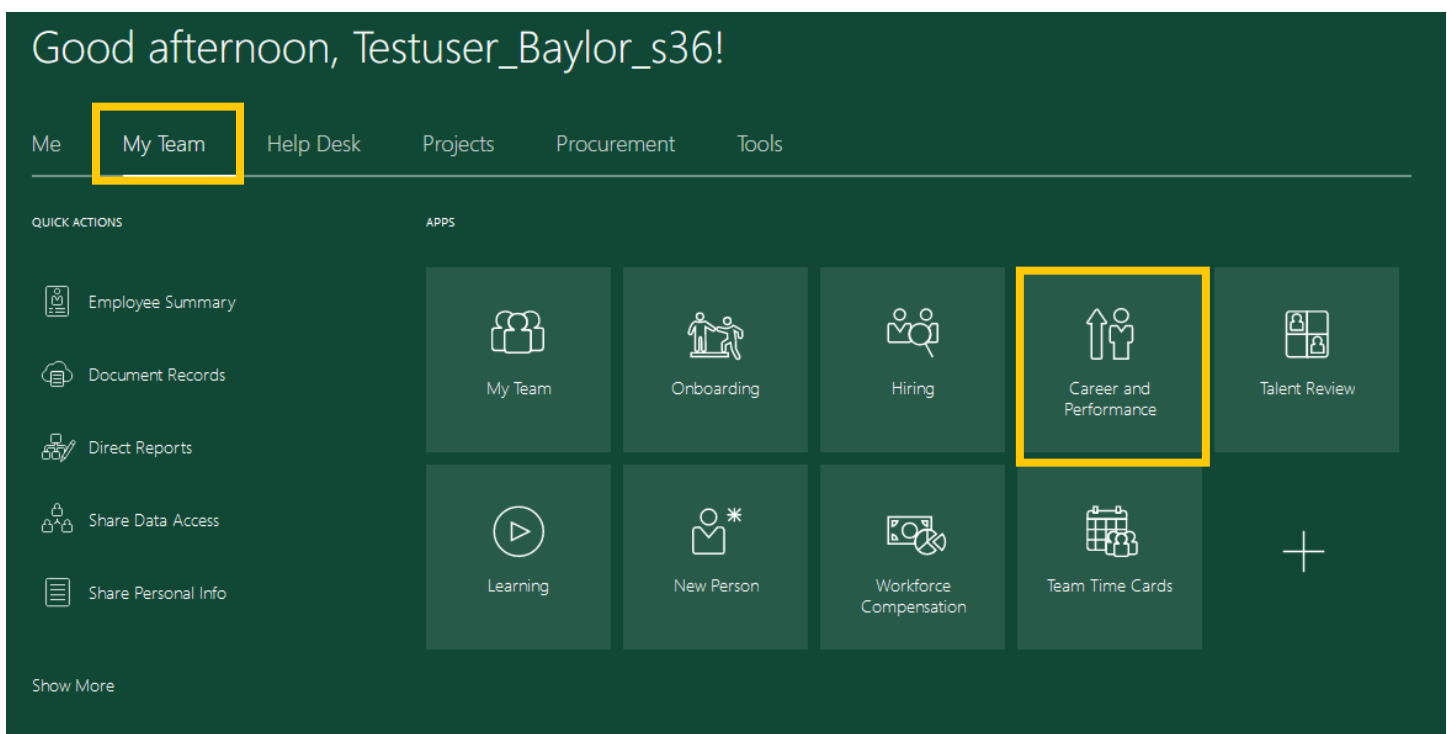 Good afternoon, Testuser_Baylor_s36!
Me My Team Help Desk Projects Procurement Tools
QUICK ACTIONS
Employee Summary
Document Records
Direct Reports
Share Data Access
Share Personal Info
Show More
APPS
My Team
Onboarding
Hiring
Career and
Performance
Talent Review
Learning
New Person
Workforce
Compensation
Team Time Cards